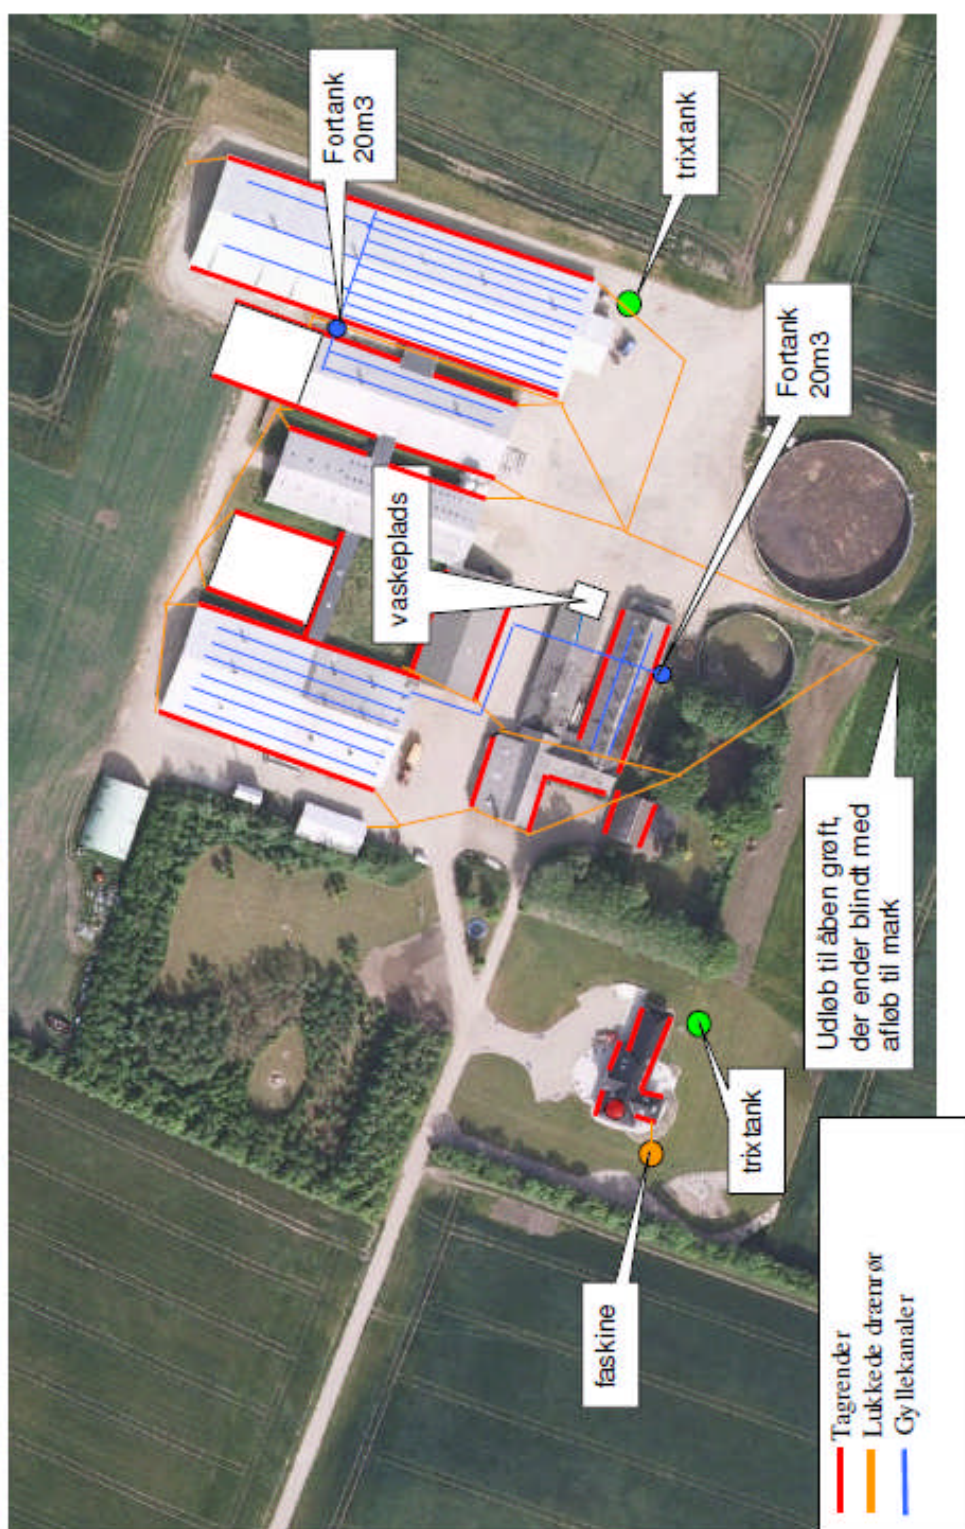 Fortank
20m3
trixtank
Fortank
20m3
vaskeplads
Udløb til åben grøft,
der ender blindt med
afløb til mark
trixtank
faskine
Tagrender
Lukkede drænrør
Gyllekanaler